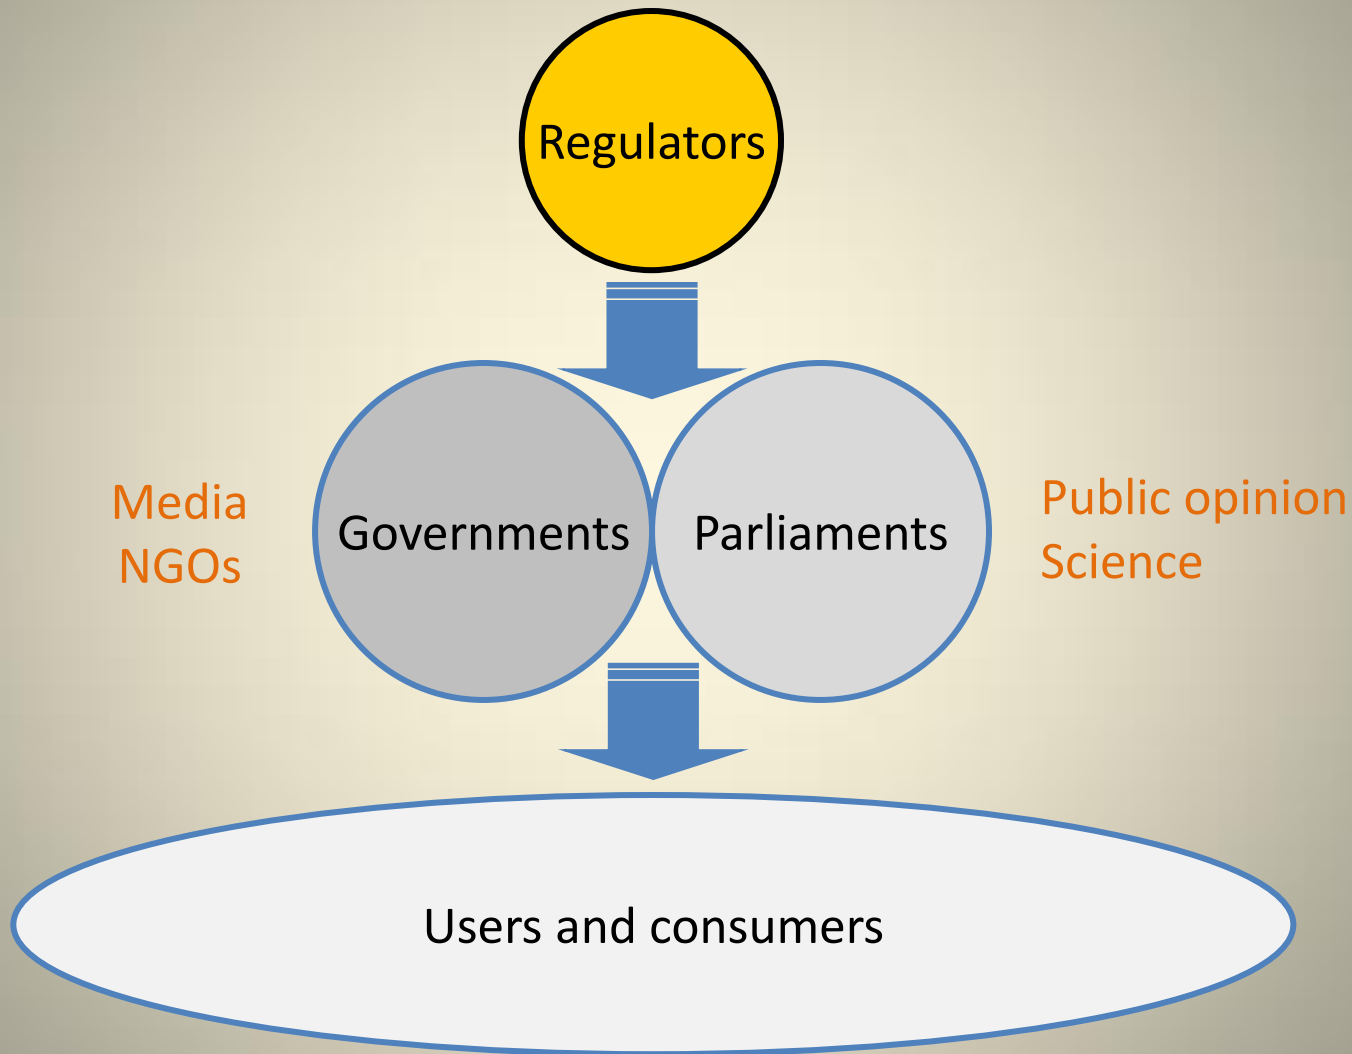 Regulators
Media
NGOs
Governments
Parliaments
Public opinion
Science
Users and consumers